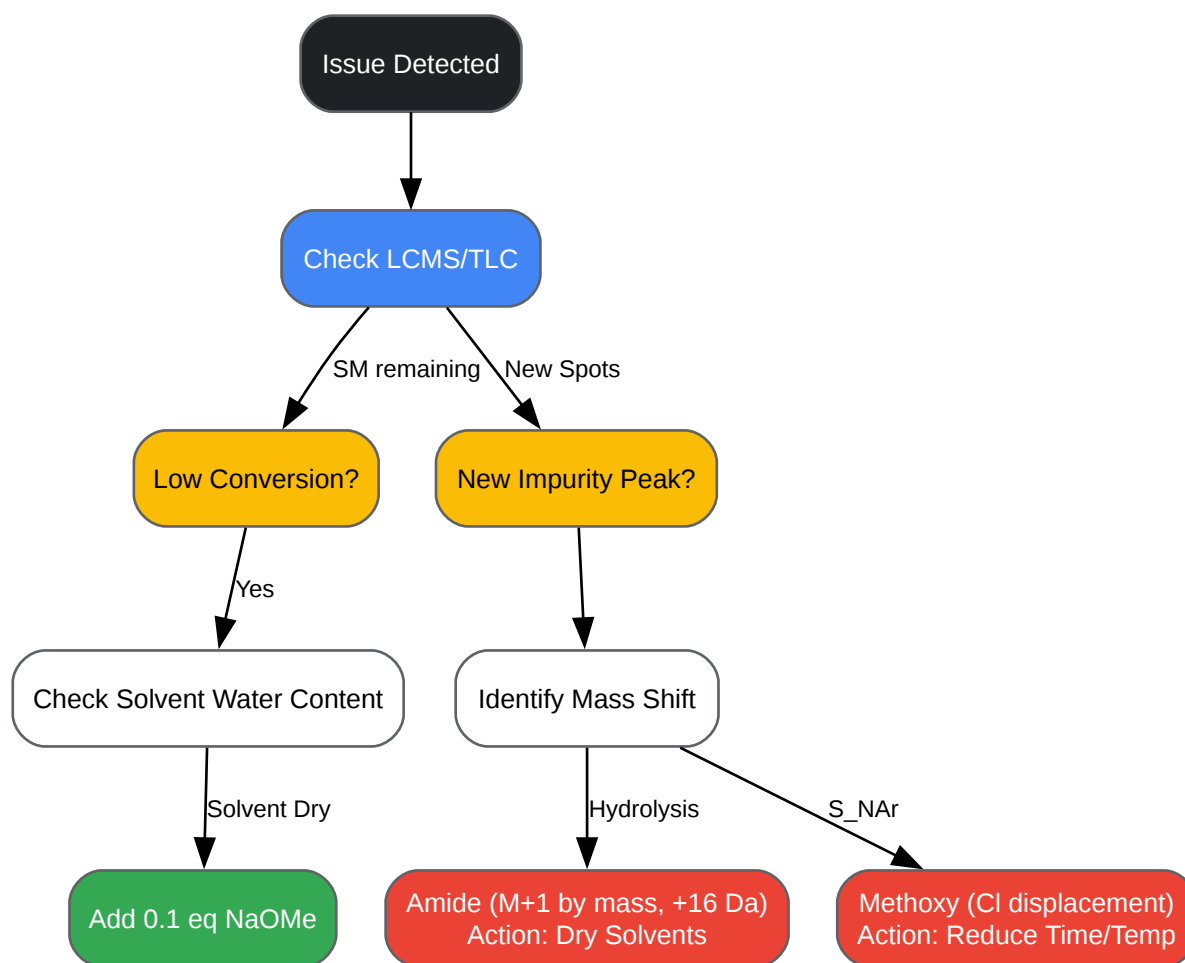 Issue Detected
Check LCMS/TLC
SM remaining
New Spots
Low Conversion?
New Impurity Peak?
Yes
Check Solvent Water Content
Identify Mass Shift
Solvent Dry
Hydrolysis
S_NAr
Add 0.1 eq NaOMe
Amide (M+1 by mass, +16 Da)
Action: Dry Solvents
Methoxy (Cl displacement)
Action: Reduce Time/Temp